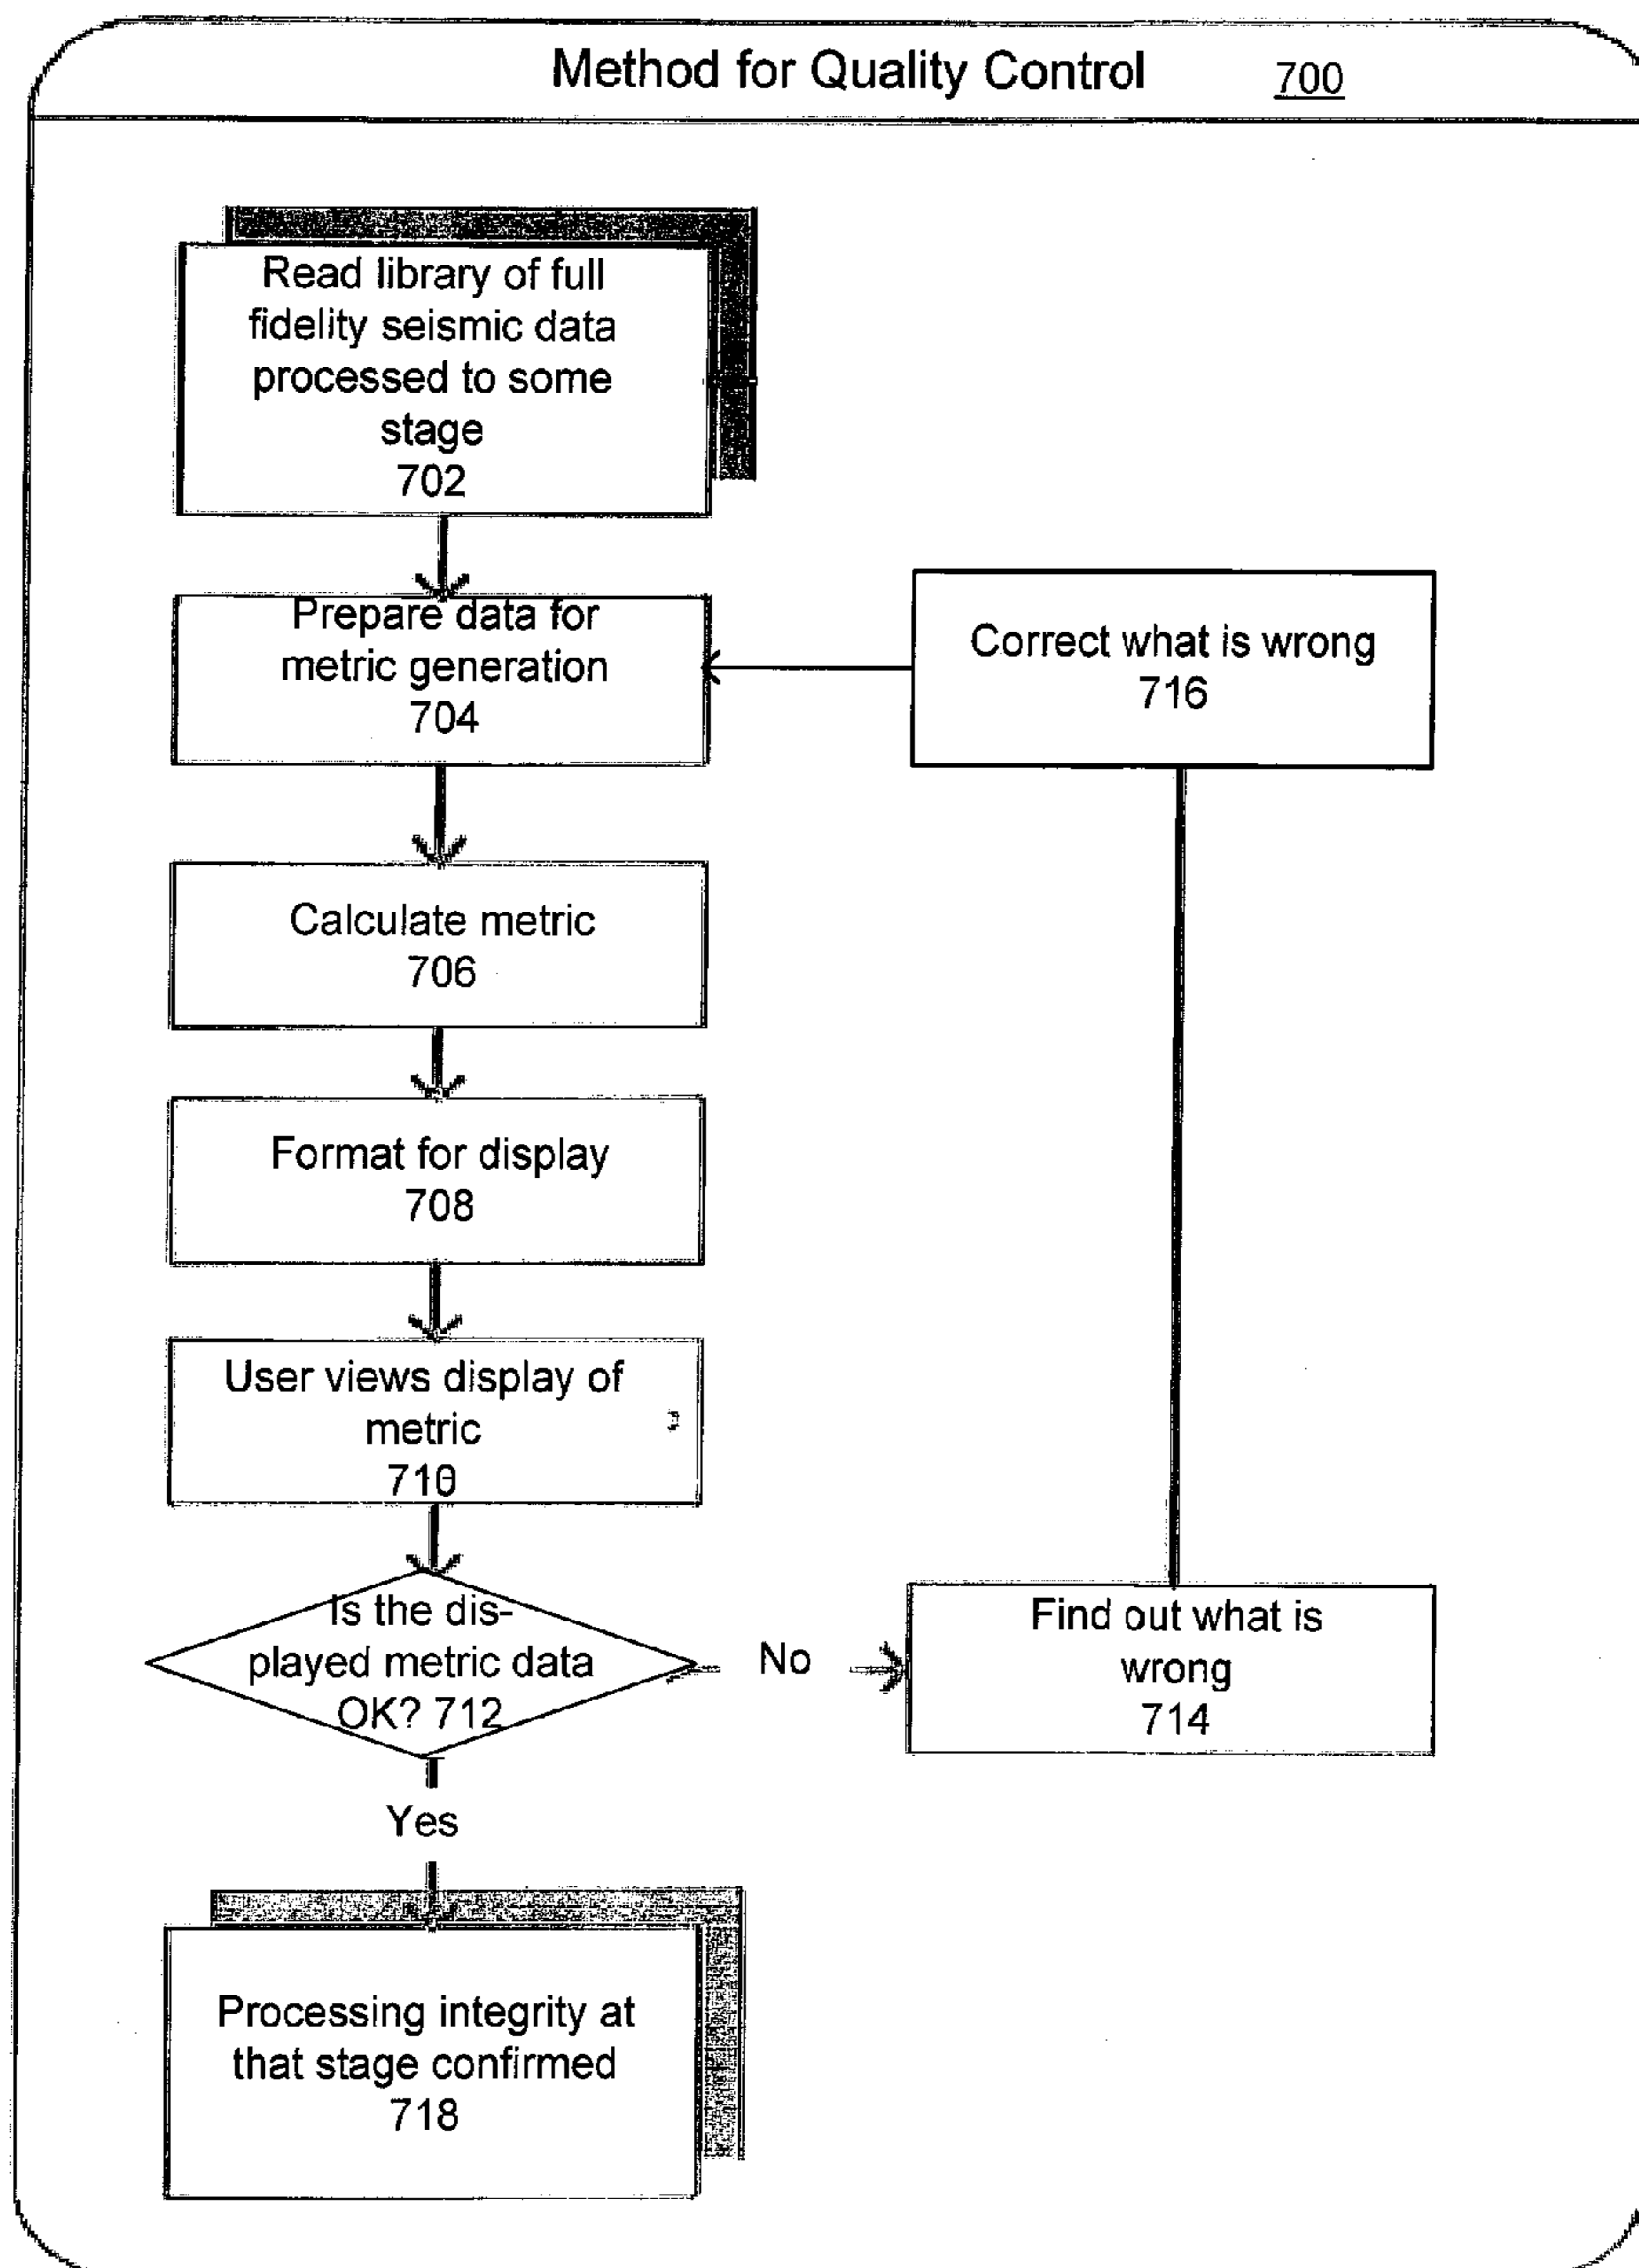 Method for Quality Control 700
Read library of full
fidelity seismic data
processed to some
stage
702
Prepare data for
metric generation
704
Correct what is wrong
716
Calculate metric
706
Format for display
708
User views display of
metric
710
Is the dis-
played metric data
OK? 712
No
Find out what is
wrong
714
Yes
Processing integrity at
that stage confirmed
718